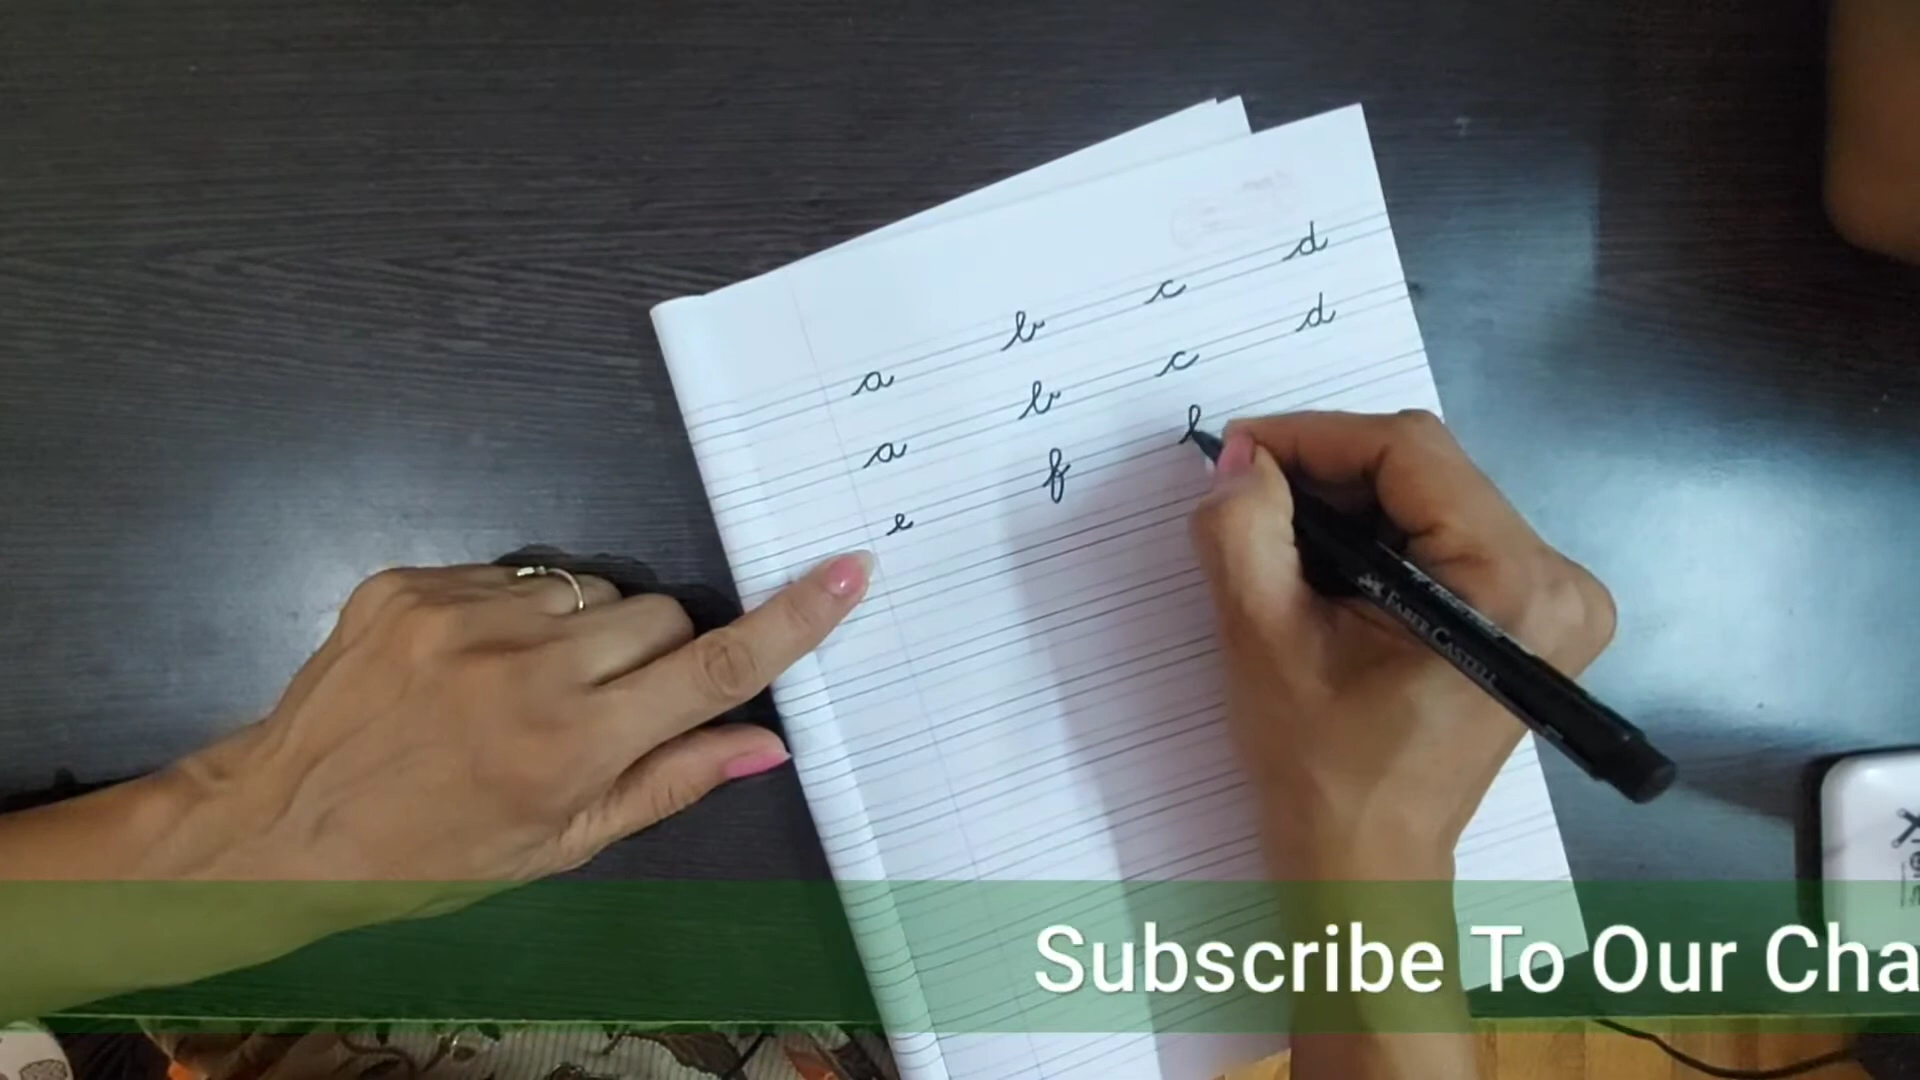 a b c d
a b c d
e f
FABER CASTELL
Subscribe To Our Cha